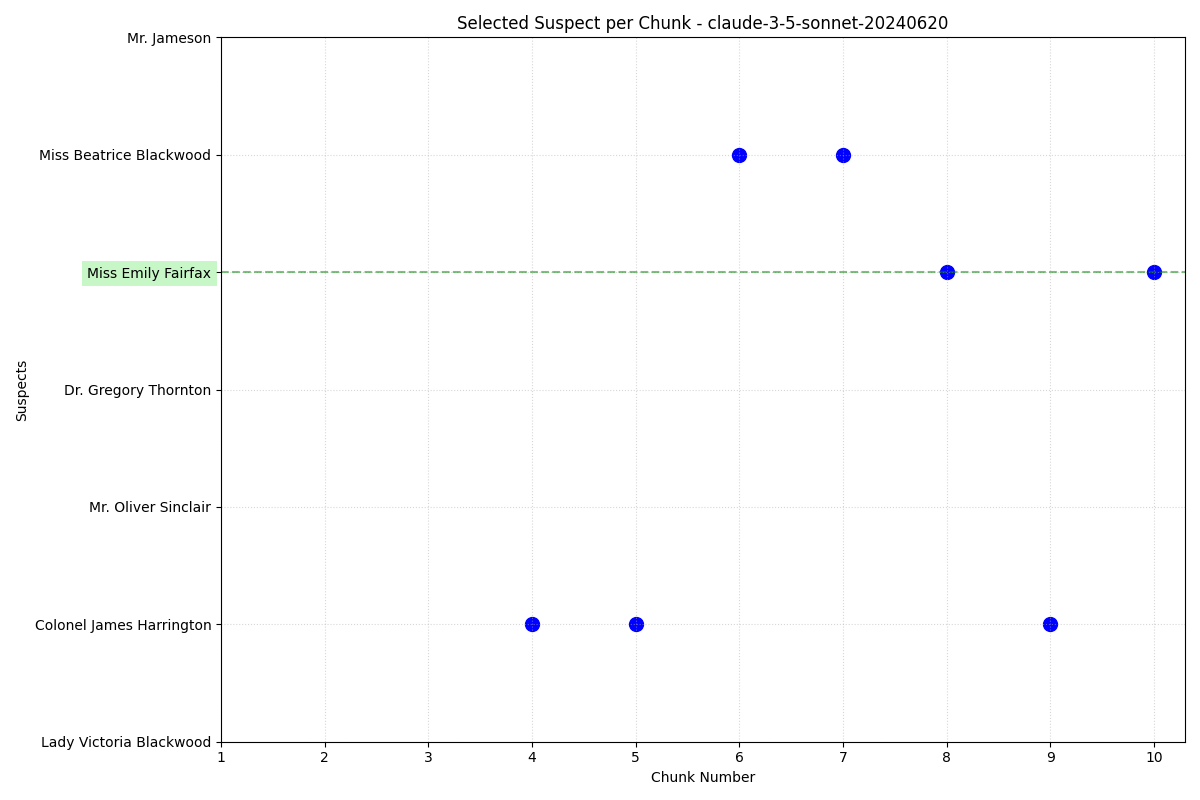 Selected Suspect per Chunk - claude-3-5-sonnet-20240620
Mr. Jameson
Miss Beatrice Blackwood
Miss Emily Fairfax
Dr. Gregory Thornton
Mr. Oliver Sinclair
Colonel James Harrington
Lady Victoria Blackwood
Suspects
1 2 3 4 5 6 7 8 9 10
Chunk Number